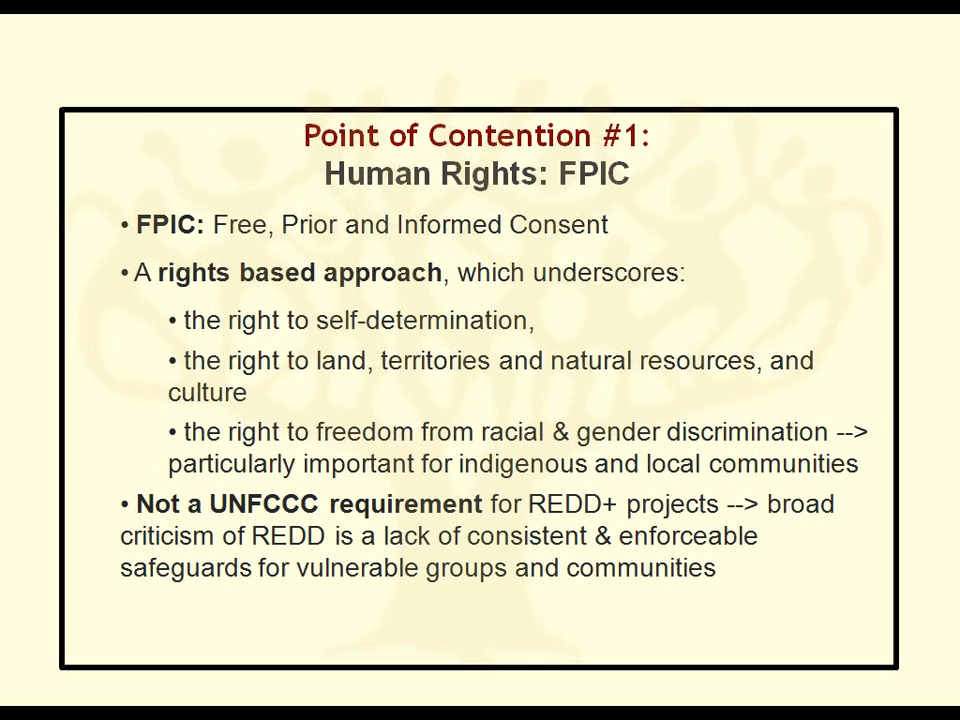 Point of Contention #1:
Human Rights: FPIC
• FPIC: Free, Prior and Informed Consent
• A rights based approach, which underscores:
• the right to self-determination,
• the right to land, territories and natural resources, and
culture
• the right to freedom from racial & gender discrimination -->
particularly important for indigenous and local communities
• Not a UNFCCC requirement for REDD+ projects --> broad
criticism of REDD is a lack of consistent & enforceable
safeguards for vulnerable groups and communities